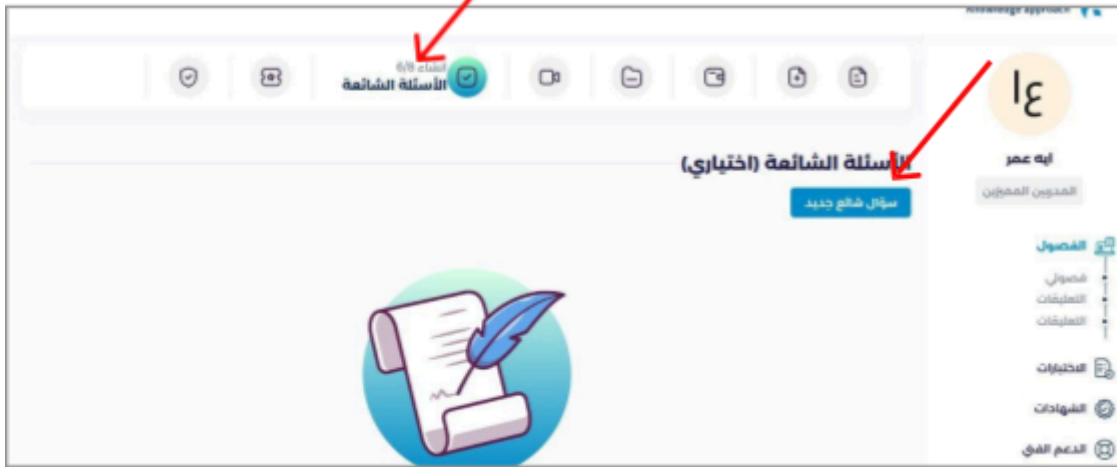 Knowledge approach
إنشاء 6/8
الأسئلة الشائعة
عا
ايه عمر
المدربين المميزين
الأسئلة الشائعة (اختياري)
سؤال شائع جديد
الفصول
فصولي
التعليقات
التعليقات
الاختبارات
الشهادات
الدعم الفني